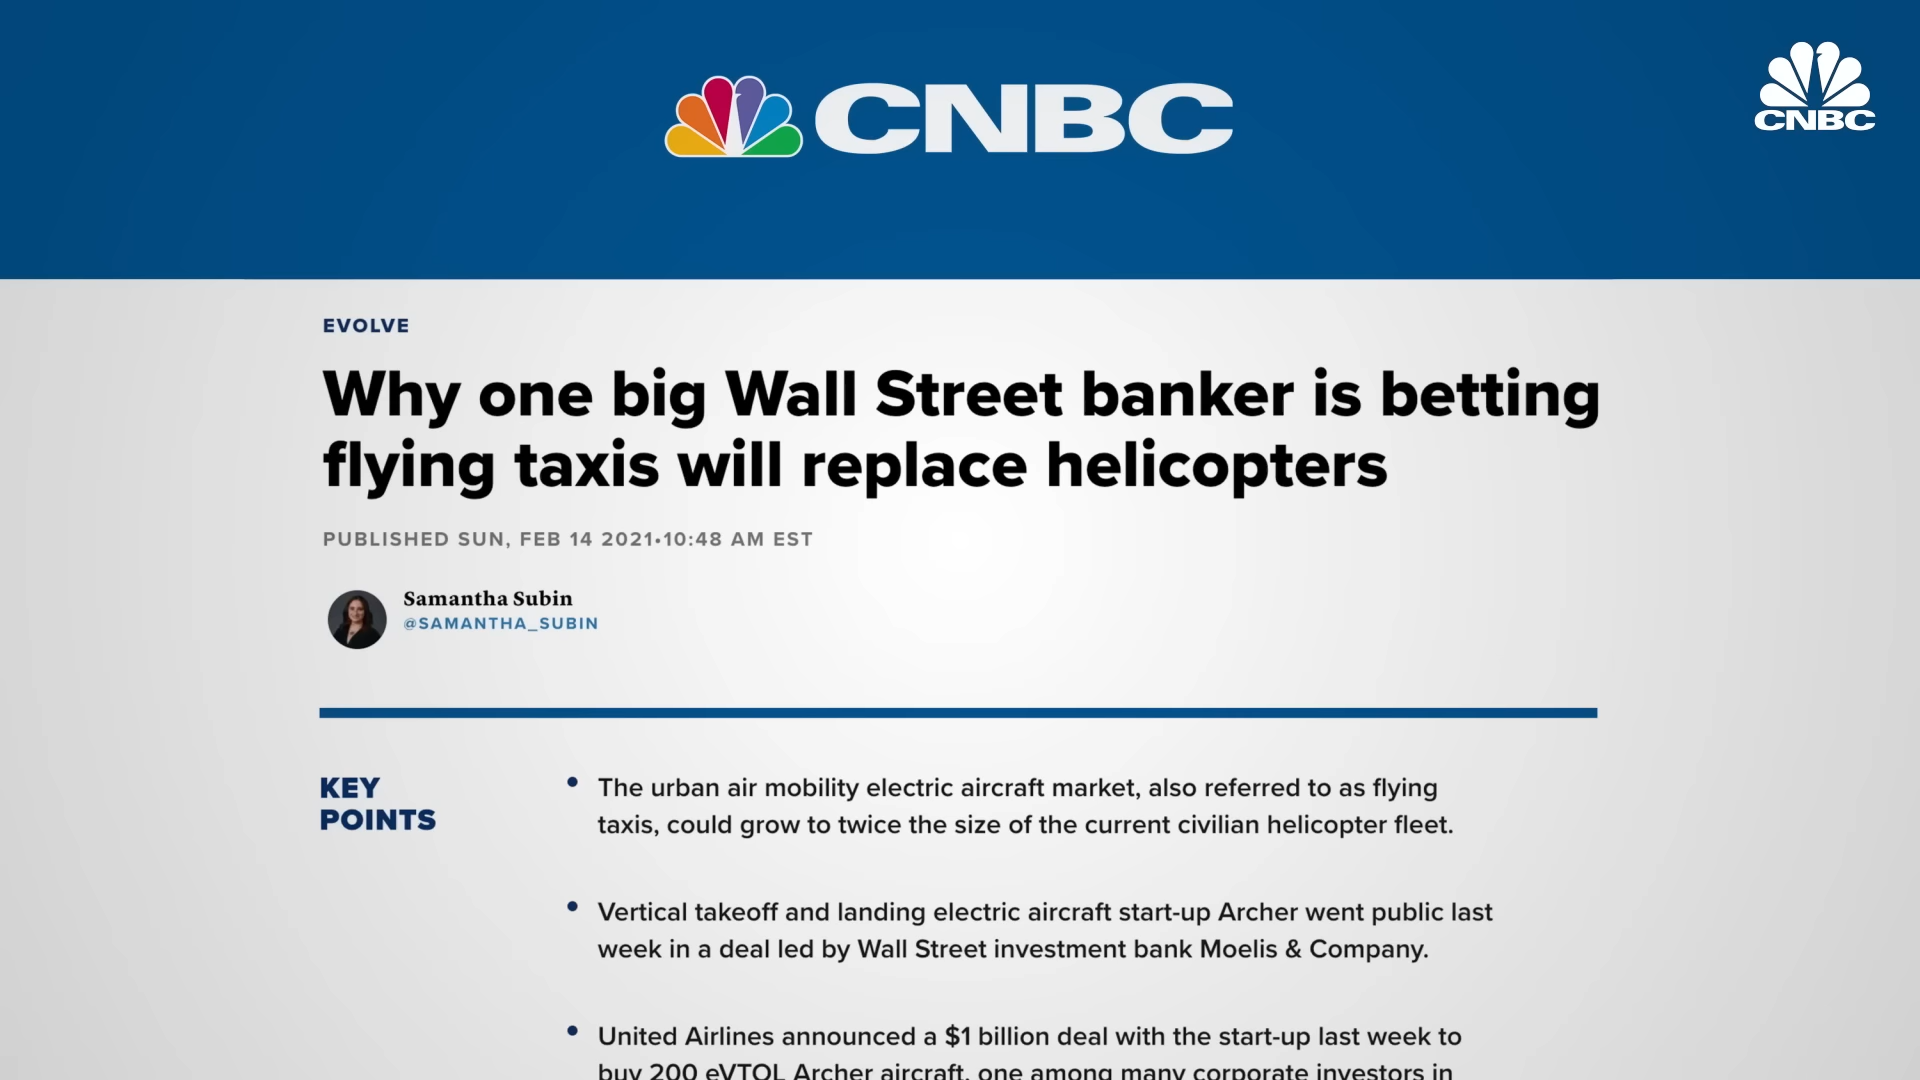 CNBC
CNBC
EVOLVE
Why one big Wall Street banker is betting
flying taxis will replace helicopters
PUBLISHED SUN, FEB 14 2021•10:48 AM EST
Samantha Subin
@SAMANTHA_SUBIN
KEY
POINTS
• The urban air mobility electric aircraft market, also referred to as flying
taxis, could grow to twice the size of the current civilian helicopter fleet.
• Vertical takeoff and landing electric aircraft start-up Archer went public last
week in a deal led by Wall Street investment bank Moelis & Company.
• United Airlines announced a $1 billion deal with the start-up last week to
buy 200 eVTOL Archer aircraft, one among many corporate investors in